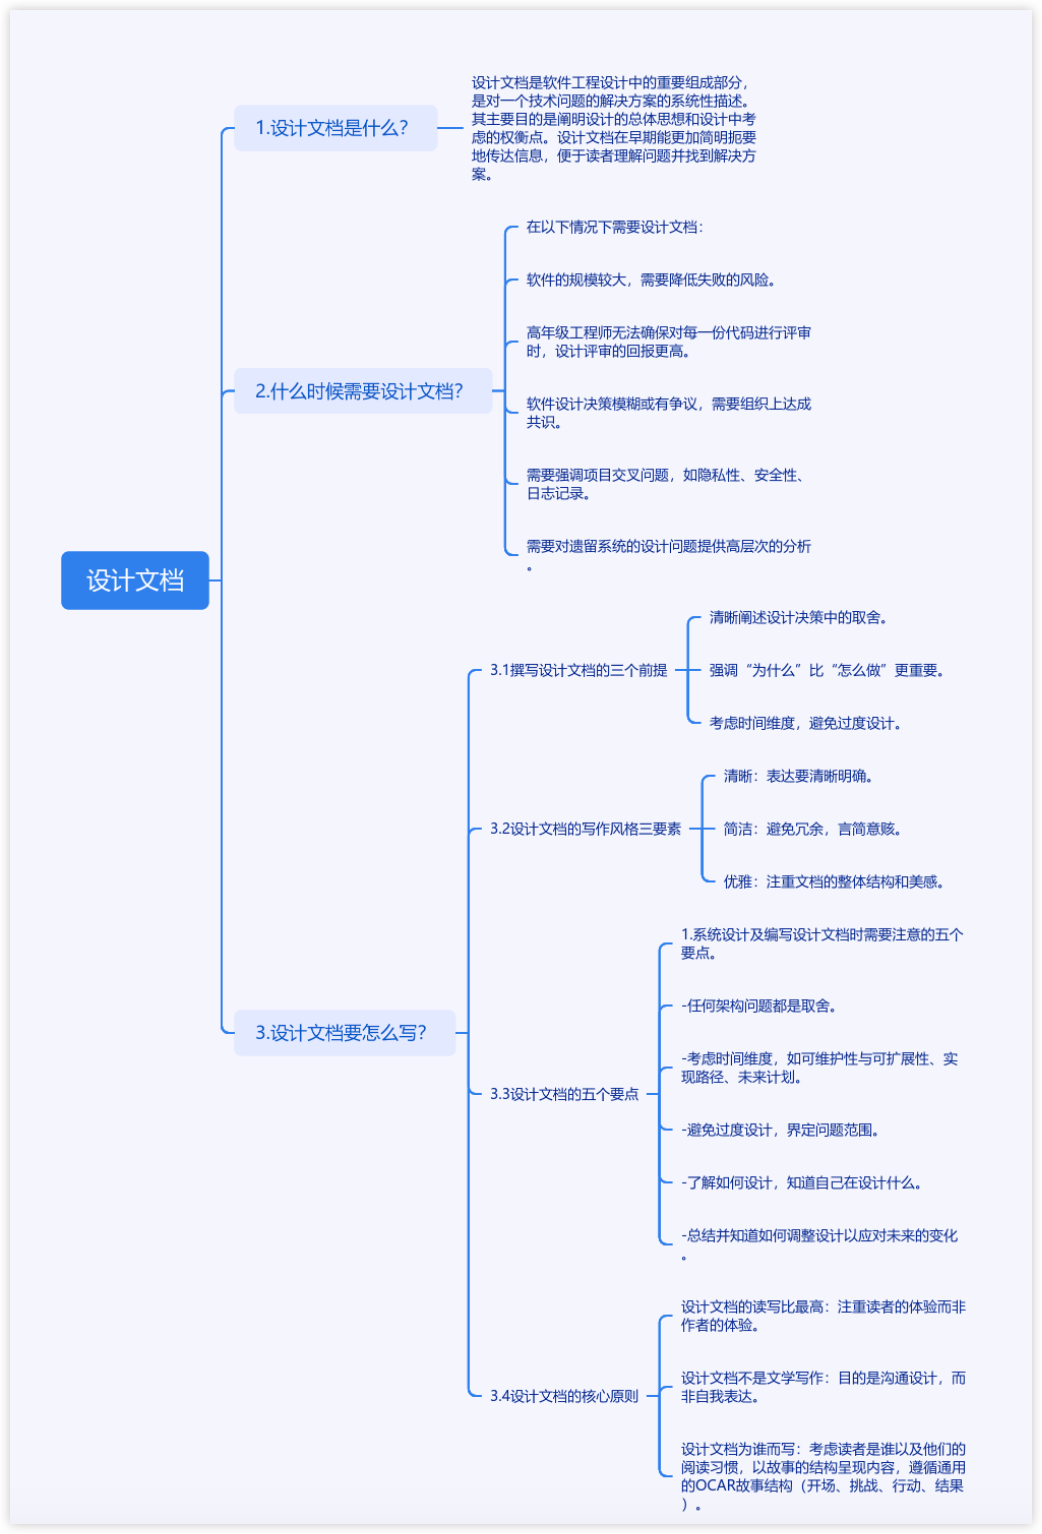 设计文档
1.设计文档是什么？
设计文档是软件工程设计中的重要组成部分，
是对一个技术问题的解决方案的系统性描述。
其主要目的是阐明设计的总体思想和设计中考
虑的权衡点。设计文档在早期能更加简明扼要
地传达信息，便于读者理解问题并找到解决方
案。
2.什么时候需要设计文档？
在以下情况下需要设计文档：
软件的规模较大，需要降低失败的风险。
高年级工程师无法确保对每一份代码进行评审
时，设计评审的回报更高。
软件设计决策模糊或有争议，需要组织上达成
共识。
需要强调项目交叉问题，如隐私性、安全性、
日志记录。
需要对遗留系统的设计问题提供高层次的分析
。
3.设计文档要怎么写？
3.1撰写设计文档的三个前提
清晰阐述设计决策中的取舍。
强调“为什么”比“怎么做”更重要。
考虑时间维度，避免过度设计。
3.2设计文档的写作风格三要素
清晰：表达要清晰明确。
简洁：避免冗余，言简意赅。
优雅：注重文档的整体结构和美感。
3.3设计文档的五个要点
1.系统设计及编写设计文档时需要注意的五个
要点。
-任何架构问题都是取舍。
-考虑时间维度，如可维护性与可扩展性、实
现路径、未来计划。
-避免过度设计，界定问题范围。
-了解如何设计，知道自己在设计什么。
-总结并知道如何调整设计以应对未来的变化
。
3.4设计文档的核心原则
设计文档的读写比最高：注重读者的体验而非
作者的体验。
设计文档不是文学写作：目的是沟通设计，而
非自我表达。
设计文档为谁而写：考虑读者是谁以及他们的
阅读习惯，以故事的结构呈现内容，遵循通用
的OCAR故事结构（开场、挑战、行动、结果
）。